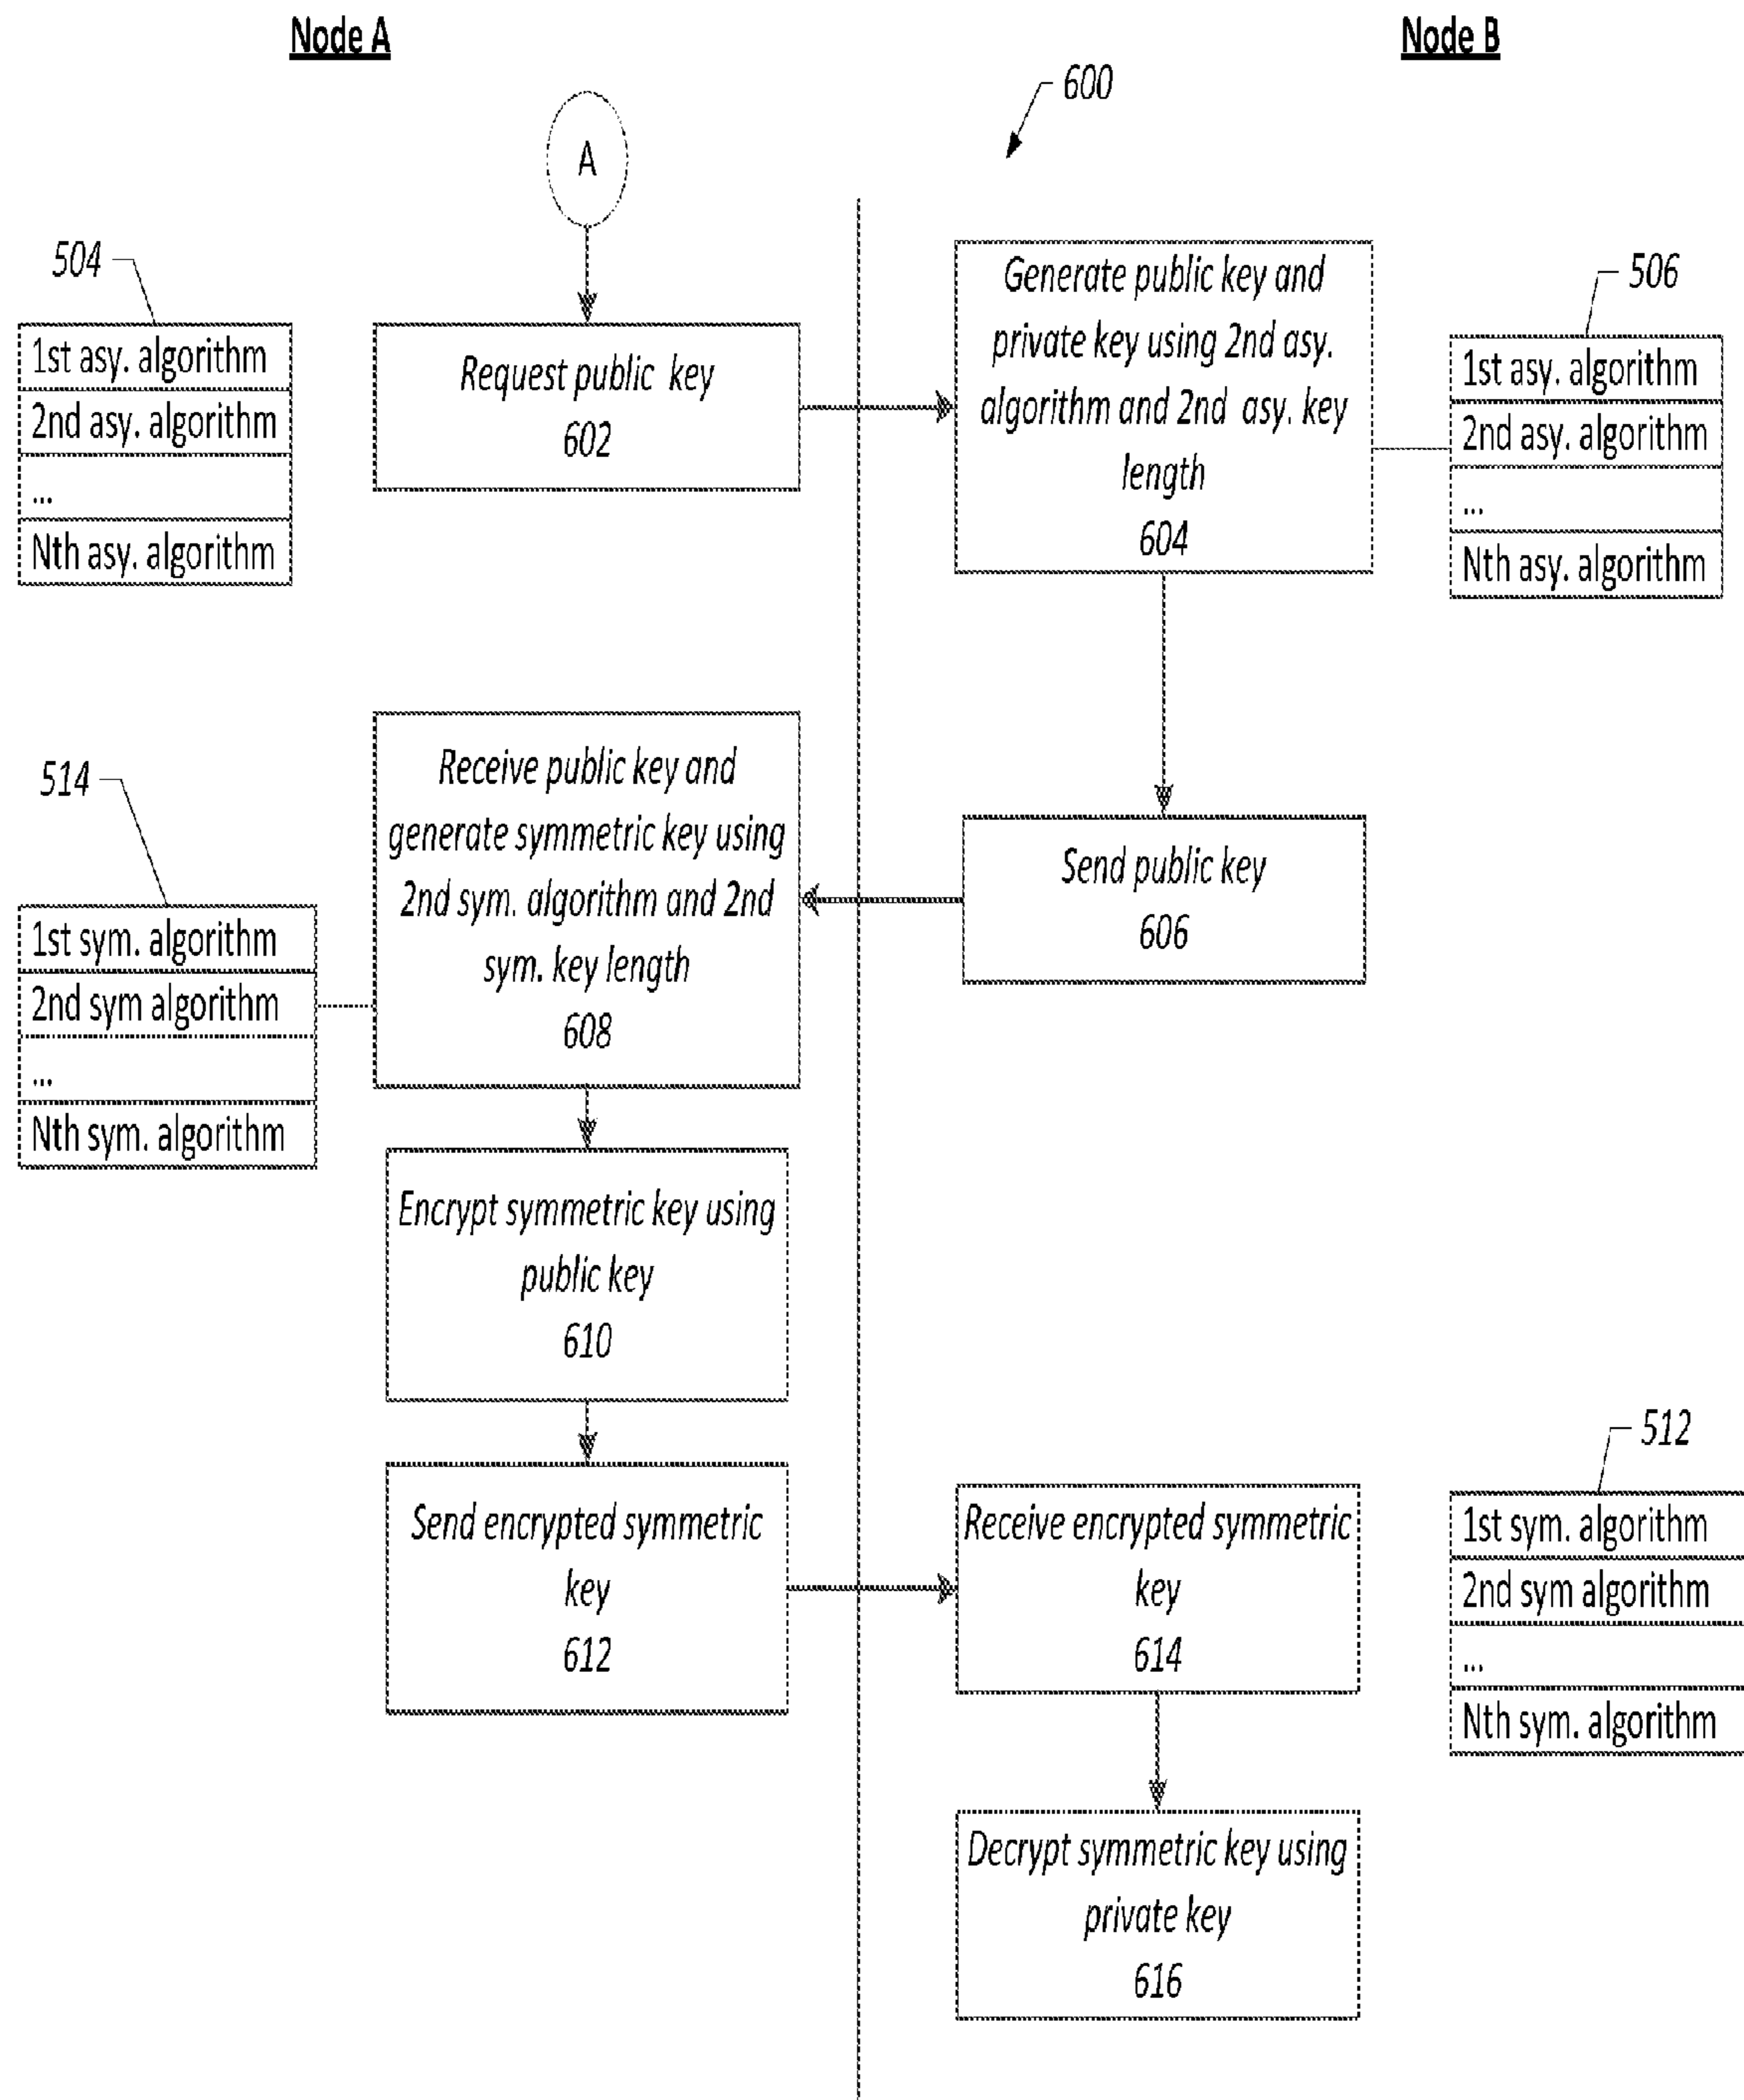 Node A
Node B
600
A
504
1st asy. algorithm
2nd asy. algorithm
...
Nth asy. algorithm
Request public key
602
Generate public key and
private key using 2nd asy.
algorithm and 2nd asy. key
length
604
506
1st asy. algorithm
2nd asy. algorithm
...
Nth asy. algorithm
514
1st sym. algorithm
2nd sym algorithm
...
Nth sym. algorithm
Receive public key and
generate symmetric key using
2nd sym. algorithm and 2nd
sym. key length
608
Send public key
606
Encrypt symmetric key using
public key
610
Send encrypted symmetric
key
612
Receive encrypted symmetric
key
614
512
1st sym. algorithm
2nd sym algorithm
...
Nth sym. algorithm
Decrypt symmetric key using
private key
616